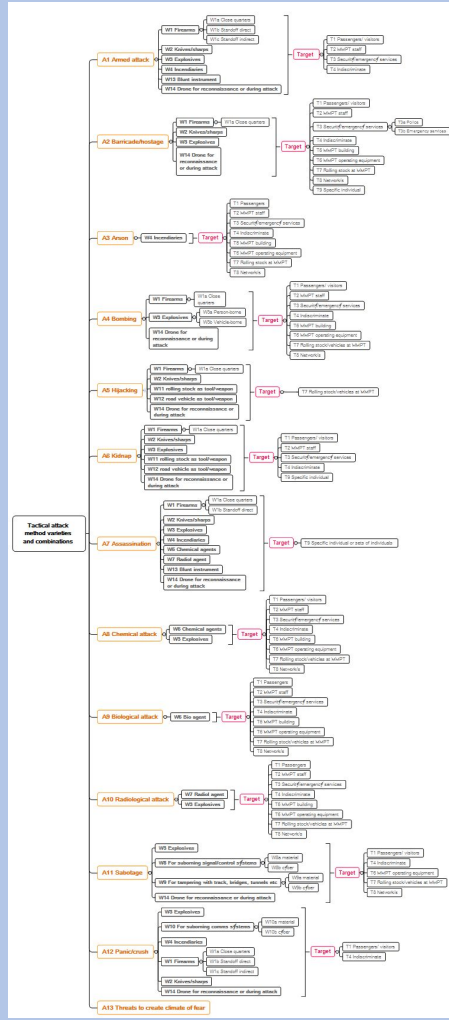 Tactical attack
method varieties
and combinations
A1 Armed attack
W1 Firearms
W1a Close quarters
W1b Standoff direct
W1c Standoff indirect
W2 Knives/sharps
W3 Explosives
W4 Incendiaries
W13 Blunt instrument
W14 Drone for reconnaissance or during attack
Target
T1 Passengers/ visitors
T2 MMPT staff
T3 Security/emergency services
T4 Indiscriminate
A2 Barricade/hostage
W1 Firearms
W1a Close quarters
W2 Knives/sharps
W3 Explosives
W14 Drone for
reconnaissance
or during attack
Target
T1 Passengers/ visitors
T2 MMPT staff
T3 Security/emergency services
T3a Police
T3b Emergency services
T4 Indiscriminate
T5 MMPT building
T6 MMPT operating equipment
T7 Rolling stock at MMPT
T8 Network/s
T9 Specific individual
A3 Arson
W4 Incendiaries
Target
T1 Passengers
T2 MMPT staff
T3 Security/emergency services
T4 Indiscriminate
T5 MMPT building
T6 MMPT operating equipment
T7 Rolling stock at MMPT
T8 Network/s
A4 Bombing
W1 Firearms
W1a Close
quarters
W3 Explosives
W3a Person-borne
W3b Vehicle-borne
W14 Drone for
reconnaissance or during
attack
Target
T1 Passengers/ visitors
T2 MMPT staff
T3 Security/emergency services
T4 Indiscriminate
T5 MMPT building
T6 MMPT operating equipment
T7 Rolling stock/vehicles at MMPT
T8 Network/s
A5 Hijacking
W1 Firearms
W1a Close quarters
W2 Knives/sharps
W11 rolling stock as tool/weapon
W12 road vehicle as tool/weapon
W14 Drone for reconnaissance or
during attack
Target
T7 Rolling stock/vehicles at MMPT
A6 Kidnap
W1 Firearms
W1a Close quarters
W2 Knives/sharps
W3 Explosives
W11 rolling stock as tool/weapon
W12 road vehicle as tool/weapon
W14 Drone for reconnaissance or during
attack
Target
T1 Passengers/ visitors
T2 MMPT staff
T3 Security/emergency services
T4 Indiscriminate
T9 Specific individual
A7 Assassination
W1 Firearms
W1a Close quarters
W1b Standoff direct
W2 Knives/sharps
W3 Explosives
W4 Incendiaries
W5 Chemical agents
W7 Radiol agent
W13 Blunt instrument
W14 Drone for reconnaissance
or during attack
Target
T9 Specific individual or sets of individuals
A8 Chemical attack
W5 Chemical agents
W3 Explosives
Target
T1 Passengers/ visitors
T2 MMPT staff
T3 Security/emergency services
T4 Indiscriminate
T5 MMPT building
T6 MMPT operating equipment
T7 Rolling stock/vehicles at MMPT
T8 Network/s
A9 Biological attack
W6 Bio agent
Target
T1 Passengers
T2 MMPT staff
T3 Security/emergency services
T4 Indiscriminate
T5 MMPT building
T6 MMPT operating equipment
T7 Rolling stock/vehicles at MMPT
T8 Network/s
A10 Radiological attack
W7 Radiol agent
W3 Explosives
Target
T1 Passengers
T2 MMPT staff
T3 Security/emergency services
T4 Indiscriminate
T5 MMPT building
T6 MMPT operating equipment
T7 Rolling stock/vehicles at MMPT
T8 Network/s
A11 Sabotage
W3 Explosives
W8 For suborning signal/control systems
W8a material
W8b cyber
W9 For tampering with track, bridges, tunnels etc
W9a material
W9b cyber
W14 Drone for reconnaissance or during attack
Target
T1 Passengers/ visitors
T4 Indiscriminate
T6 MMPT operating equipment
T7 Rolling stock/vehicles at MMPT
T8 Network/s
A12 Panic/crush
W3 Explosives
W10 For suborning comms systems
W10a material
W10b cyber
W4 Incendiaries
W1 Firearms
W1a Close quarters
W1b Standoff direct
W1c Standoff indirect
W2 Knives/sharps
W14 Drone for reconnaissance or during attack
Target
T1 Passengers/ visitors
T4 Indiscriminate
A13 Threats to create climate of fear